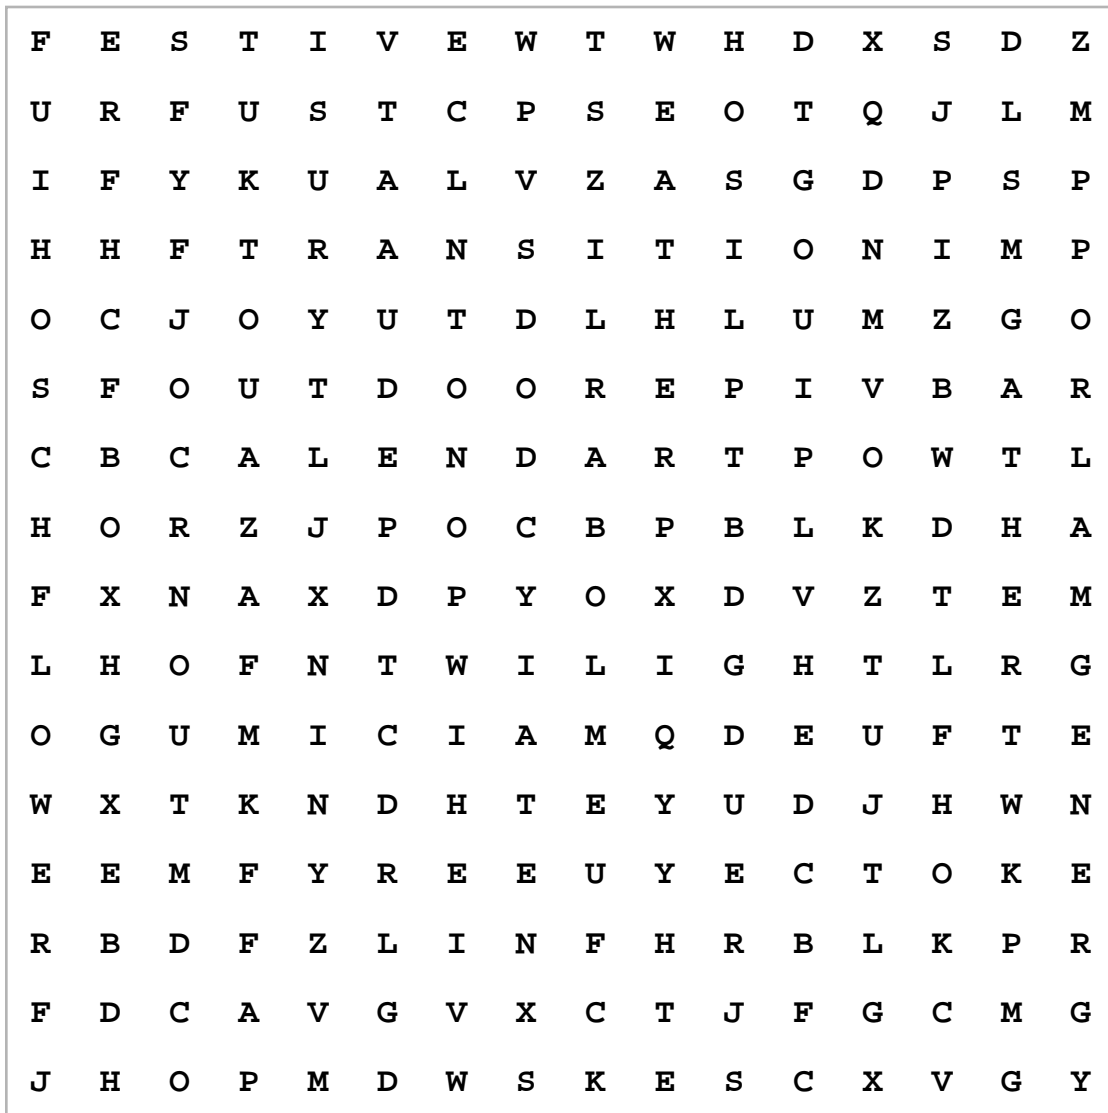 F E S T I V E W T W H D X S D Z
U R F U S T C P S E O T Q J L M
I F Y K U A L V Z A S G D P S P
H H F T R A N S I T I O N I M P
O C J O Y U T D L H L U M Z G O
S F O U T D O O R E P I V B A R
C B C A L E N D A R T P O W T L
H O R Z J P O C B P B L K D H A
F X N A X D P Y O X D V Z T E M
L H O F N T W I L I G H T L R G
O G U M I C I A M Q D E U F T E
W X T K N D H T E Y U D J H W N
E E M F Y R E E U Y E C T O K E
R B D F Z L I N F H R B L K P R
F D C A V G V X C T J F G C M G
J H O P M D W S K E S C X V G Y